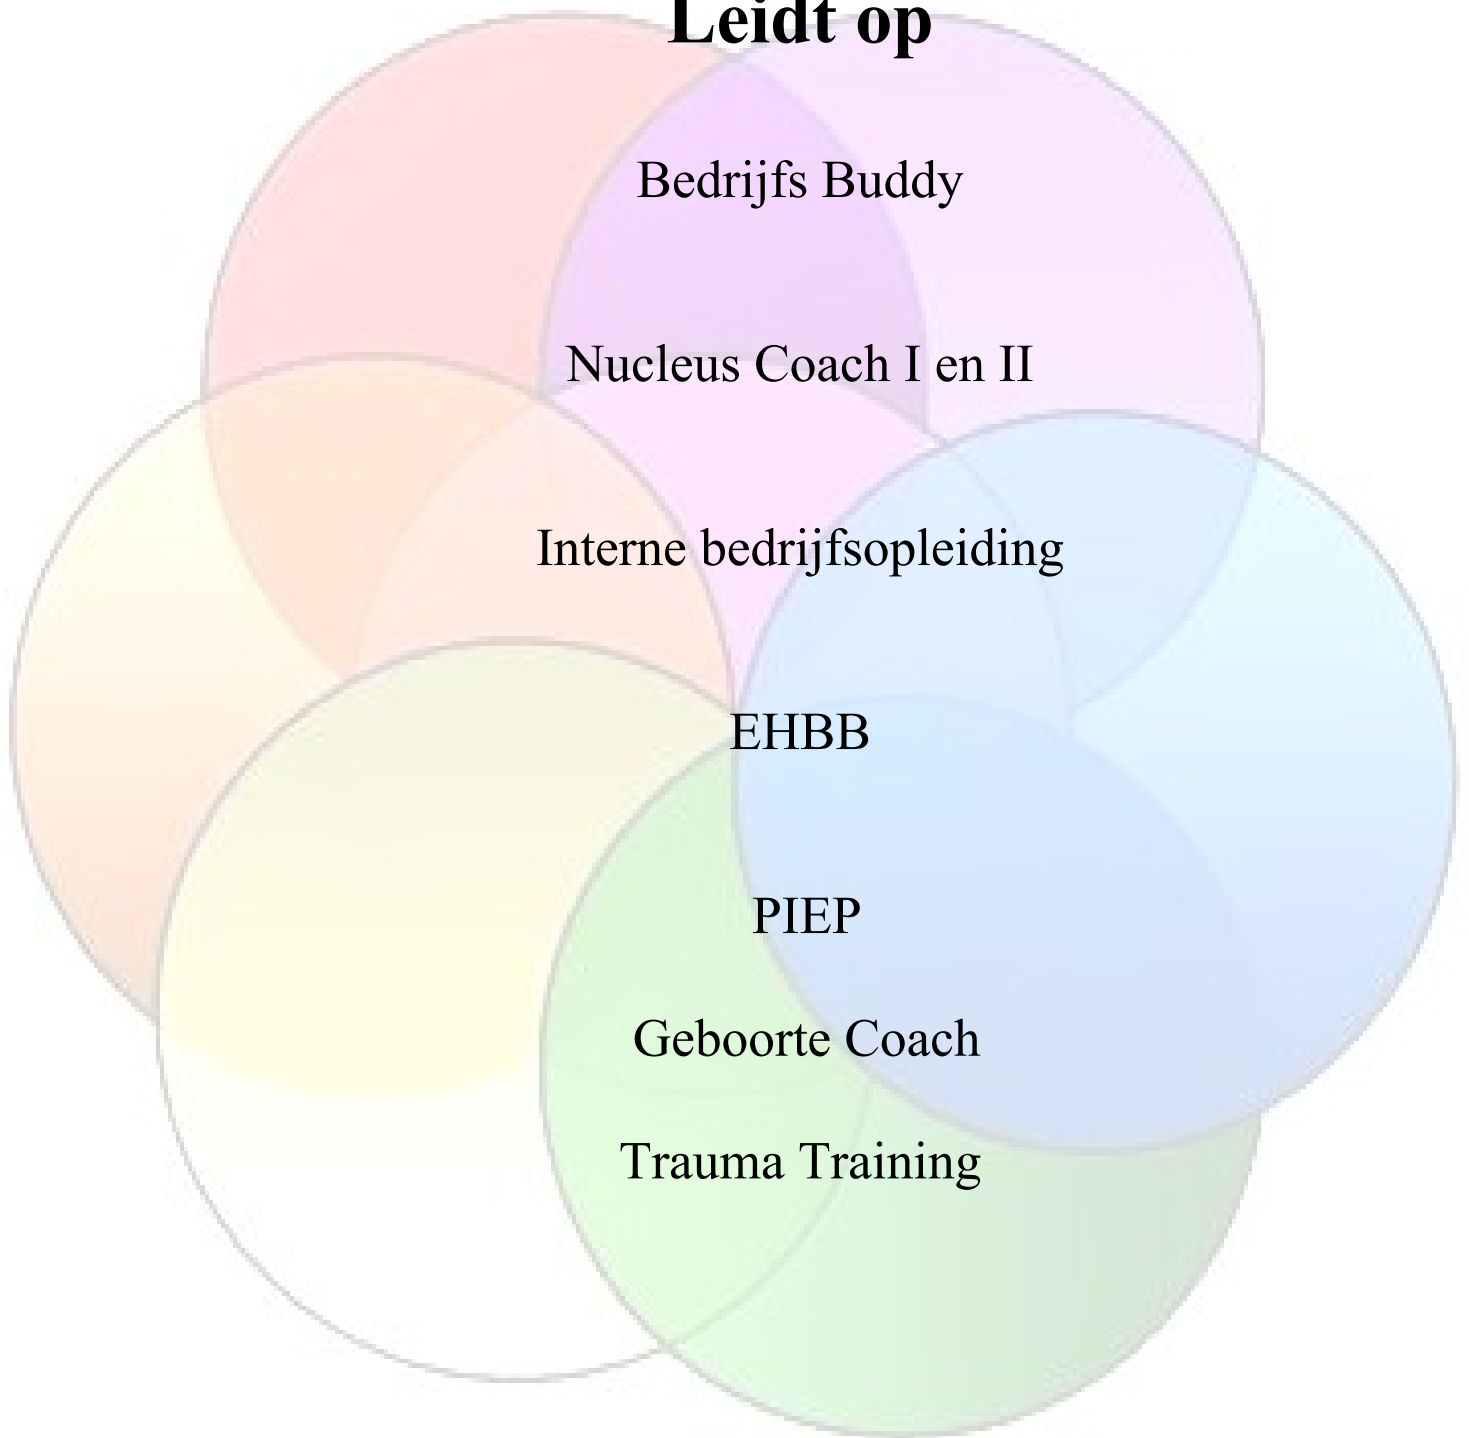 Leidt op
Bedrijfs Buddy
Nucleus Coach I en II
Interne bedrijfsopleiding
EHBB
PIEP
Geboorte Coach
Trauma Training